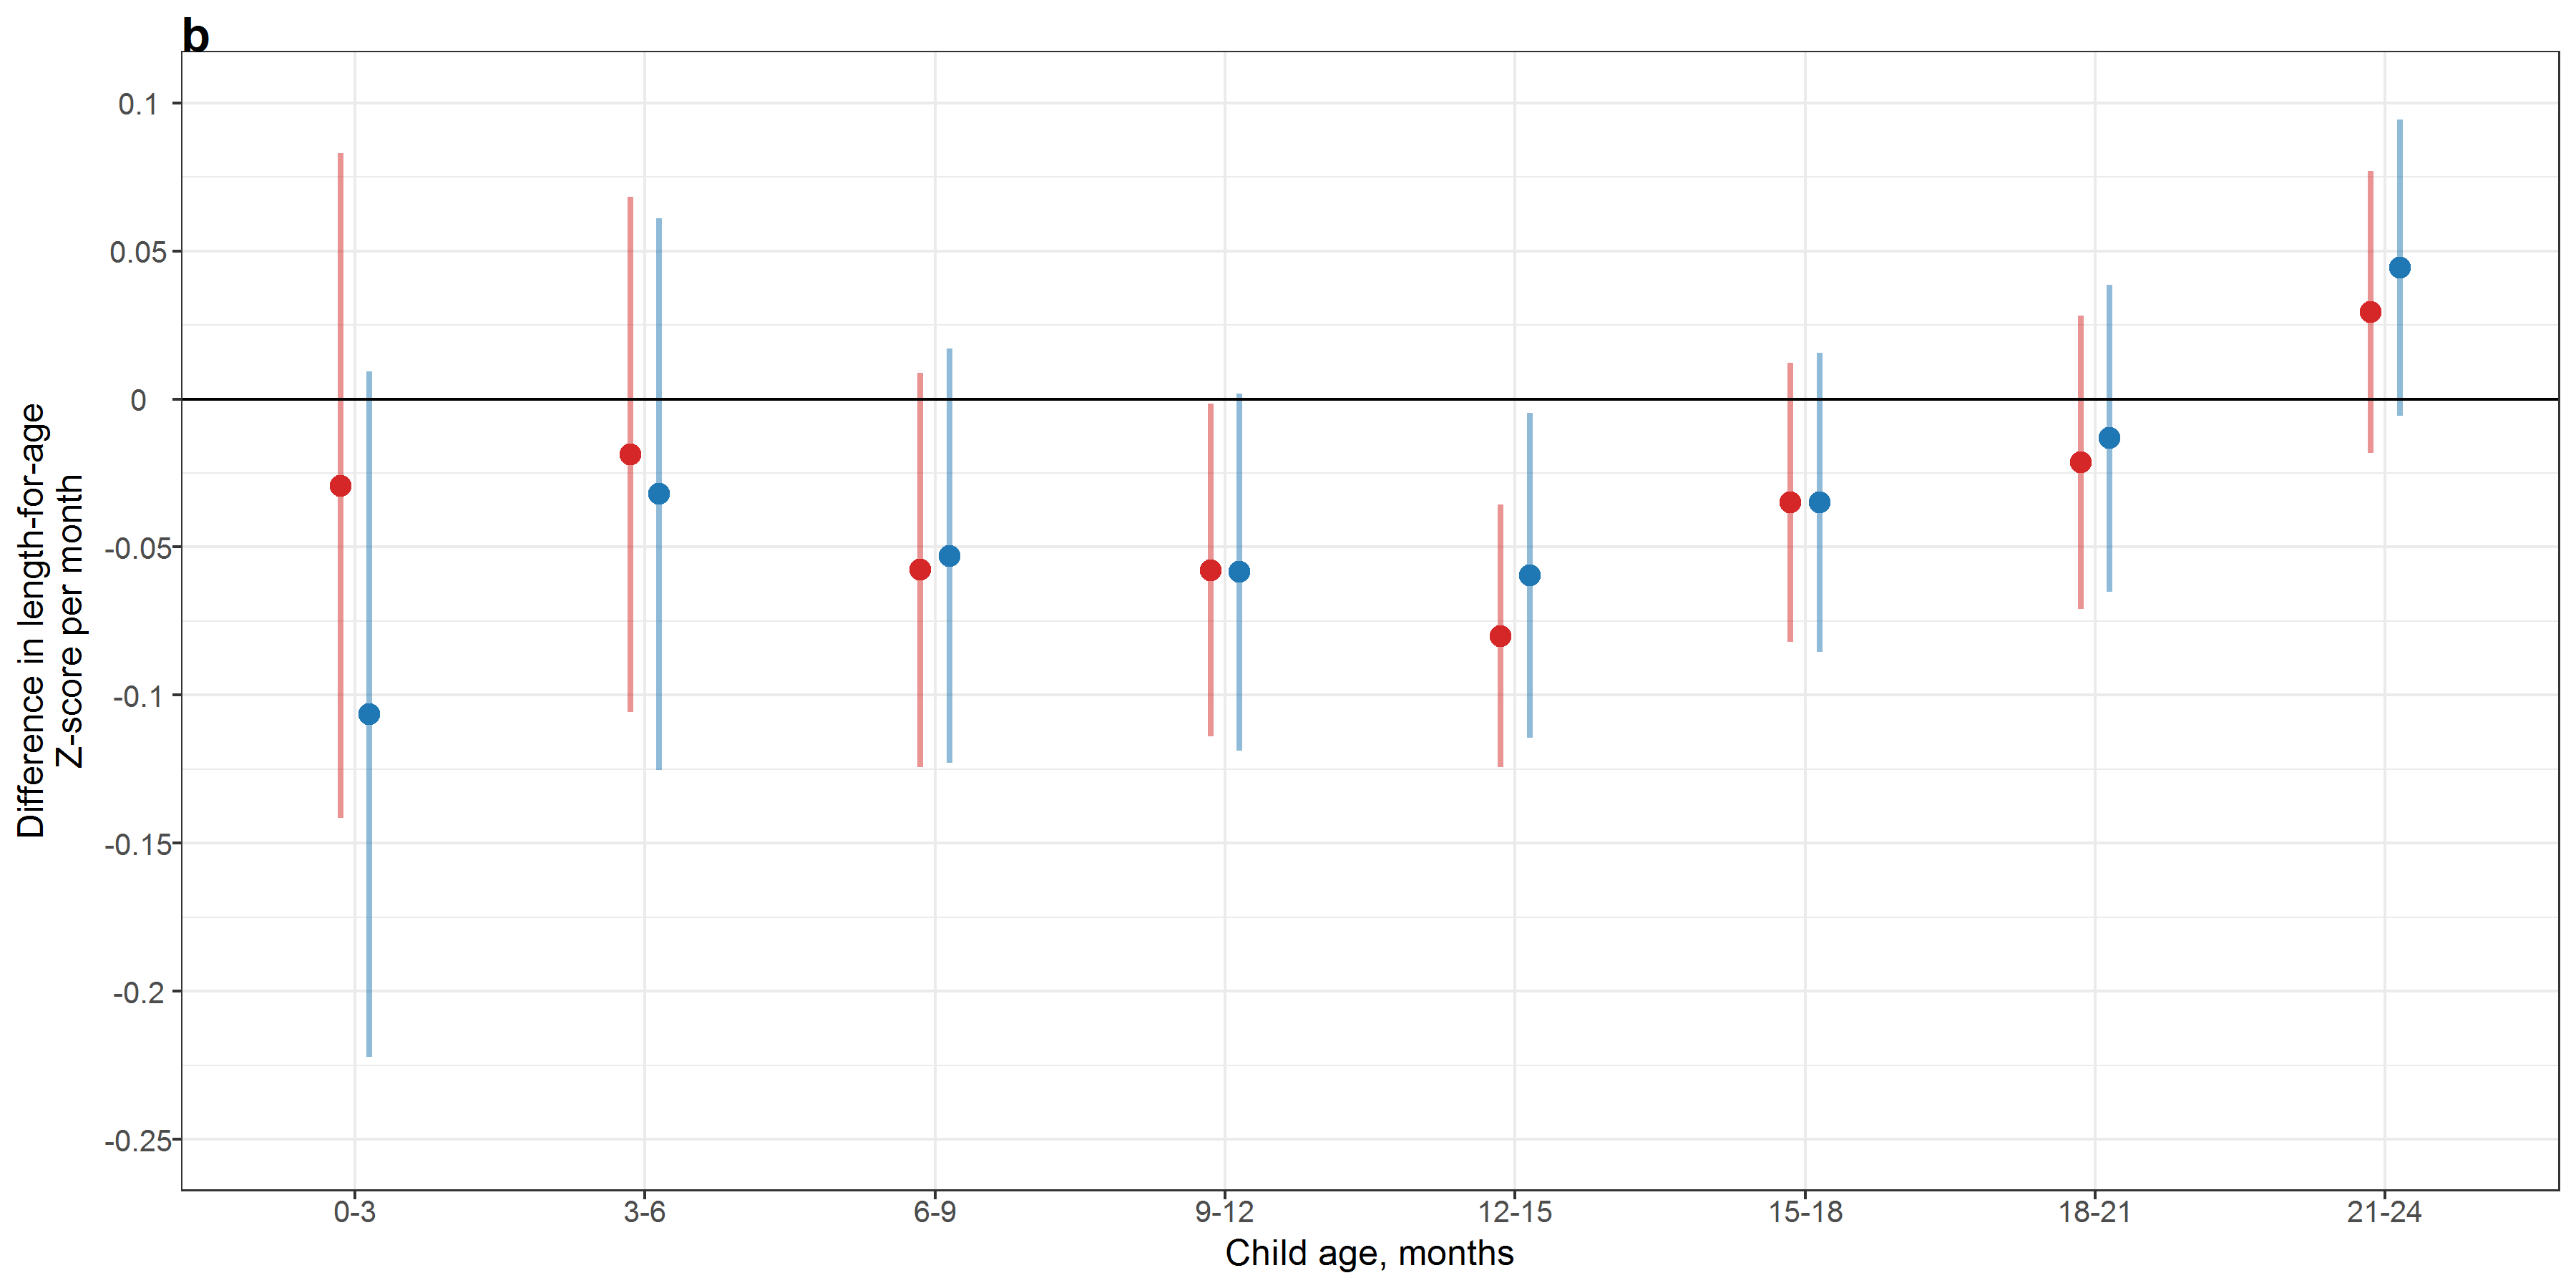 b
0.1
0.05
0
-0.05
-0.1
-0.15
-0.2
-0.25
Difference in length-for-age
Z-score per month
0-3 3-6 6-9 9-12 12-15 15-18 18-21 21-24
Child age, months